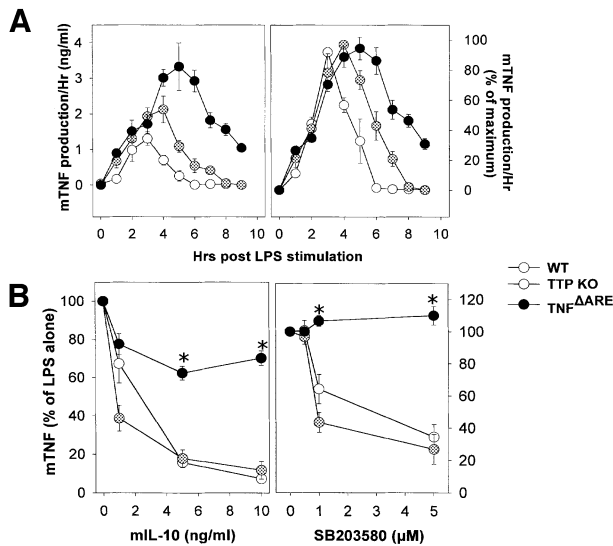 A
mTNF production/Hr (ng/ml)
4
3
2
1
0
0 2 4 6 8 10
0 2 4 6 8 10
100
80
60
40
20
0
mTNF production/Hr
(% of maximum)
Hrs post LPS stimulation
WT
TTP KO
TNF ΔARE
B
mTNF (% of LPS alone)
100
80
60
40
20
0
* *
0 2 4 6 8 10
mIL-10 (ng/ml)
* *
120
100
80
60
40
20
0
0 1 2 3 4 5
SB203580 (µM)